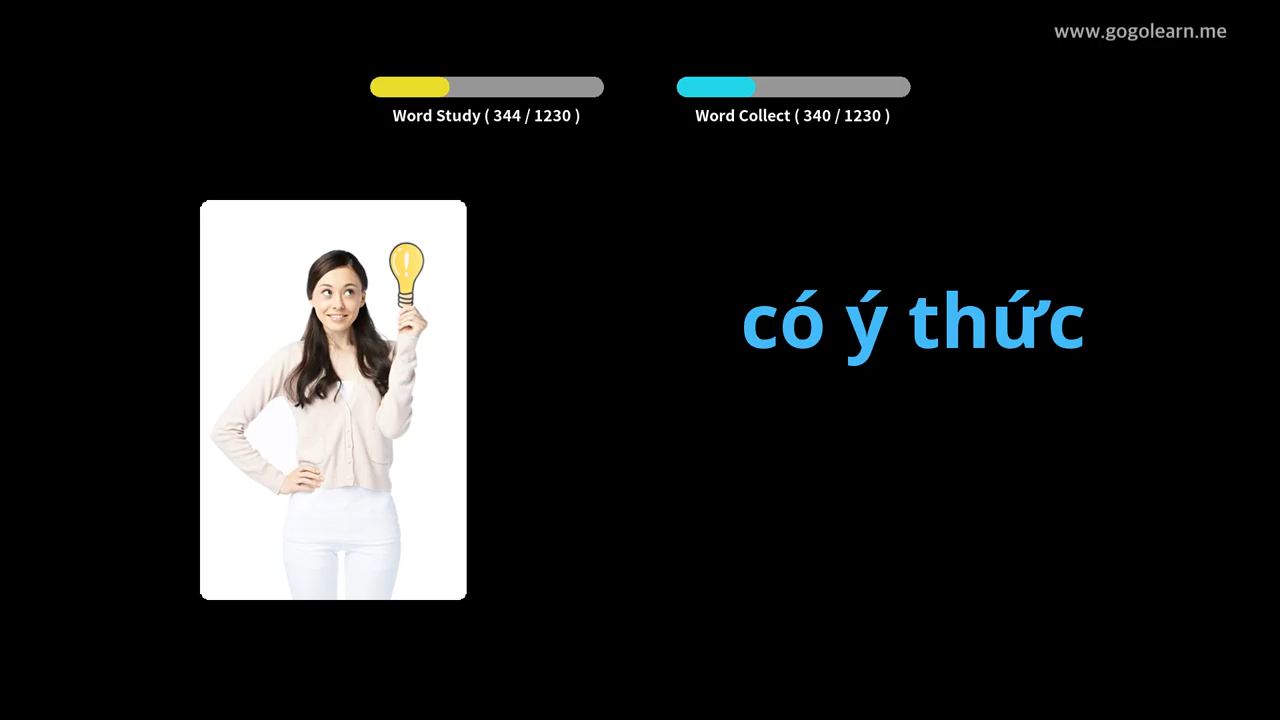 www.gogolearn.me
Word Study ( 344 / 1230 )
Word Collect ( 340 / 1230 )
!
có ý thức